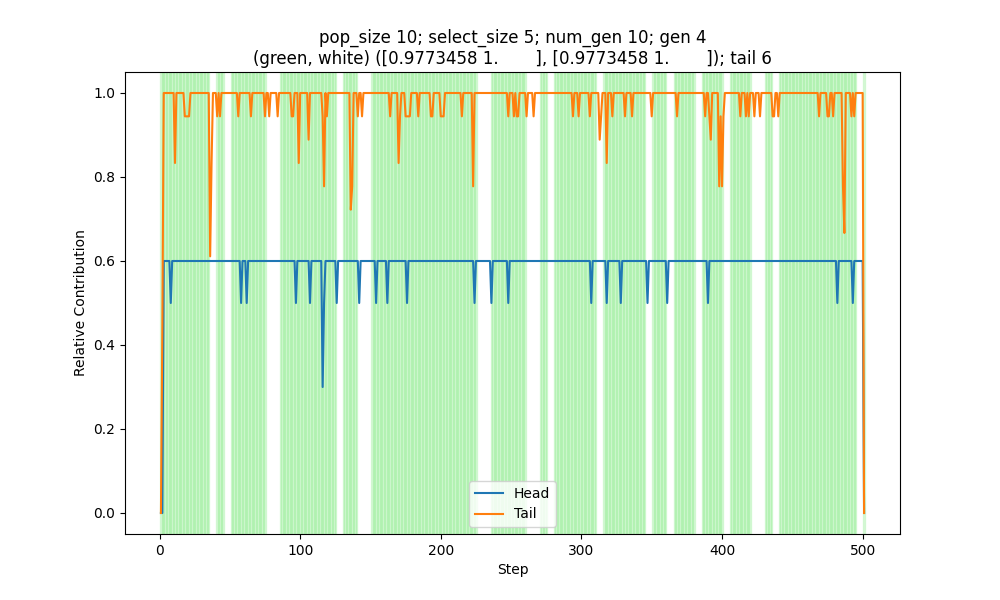 pop_size 10; select_size 5; num_gen 10; gen 4
(green, white) ([0.9773458 1.        ], [0.9773458 1.        ]); tail 6
1.0
0.8
0.6
0.4
0.2
0.0
Relative Contribution
Head
Tail
0 100 200 300 400 500
Step